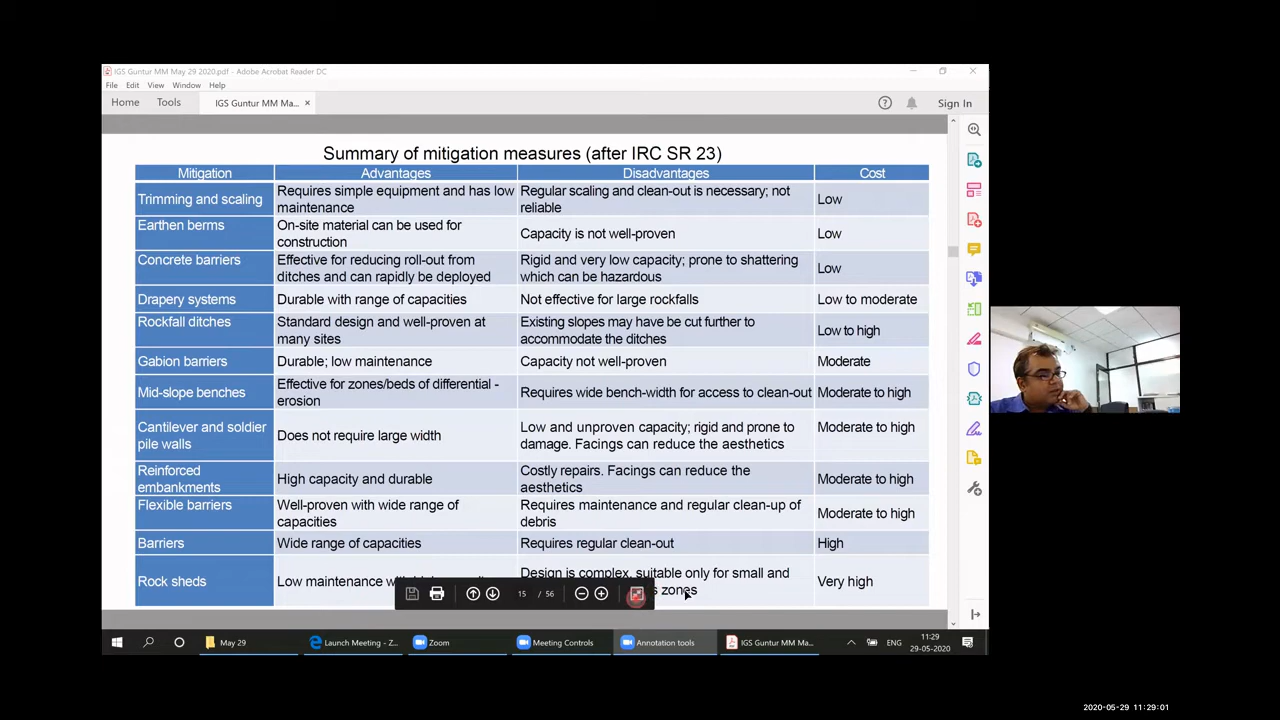 IGS Guntur MM May 29 2020.pdf - Adobe Acrobat Reader DC
File Edit View Window Help
Home Tools IGS Guntur MM Ma... × Sign In
Summary of mitigation measures (after IRC SR 23)
Mitigation Advantages Disadvantages Cost
Trimming and scaling
Requires simple equipment and has low
maintenance
Regular scaling and clean-out is necessary; not
reliable
Low
Earthen berms
On-site material can be used for
construction
Capacity is not well-proven
Low
Concrete barriers
Effective for reducing roll-out from
ditches and can rapidly be deployed
Rigid and very low capacity; prone to shattering
which can be hazardous
Low
Drapery systems
Durable with range of capacities
Not effective for large rockfalls
Low to moderate
Rockfall ditches
Standard design and well-proven at
many sites
Existing slopes may have be cut further to
accommodate the ditches
Low to high
Gabion barriers
Durable; low maintenance
Capacity not well-proven
Moderate
Mid-slope benches
Effective for zones/beds of differential -
erosion
Requires wide bench-width for access to clean-out
Moderate to high
Cantilever and soldier
pile walls
Does not require large width
Low and unproven capacity; rigid and prone to
damage. Facings can reduce the aesthetics
Moderate to high
Reinforced
embankments
High capacity and durable
Costly repairs. Facings can reduce the
aesthetics
Moderate to high
Flexible barriers
Well-proven with wide range of
capacities
Requires maintenance and regular clean-up of
debris
Moderate to high
Barriers
Wide range of capacities
Requires regular clean-out
High
Rock sheds
Low maintenance
Design is complex, suitable only for small and
zones
Very high
15 / 56
May 29 Launch Meeting - Z... Zoom Meeting Controls Annotation tools IGS Guntur MM Ma... ENG 11:29
29-05-2020
2020-05-29 11:29:01